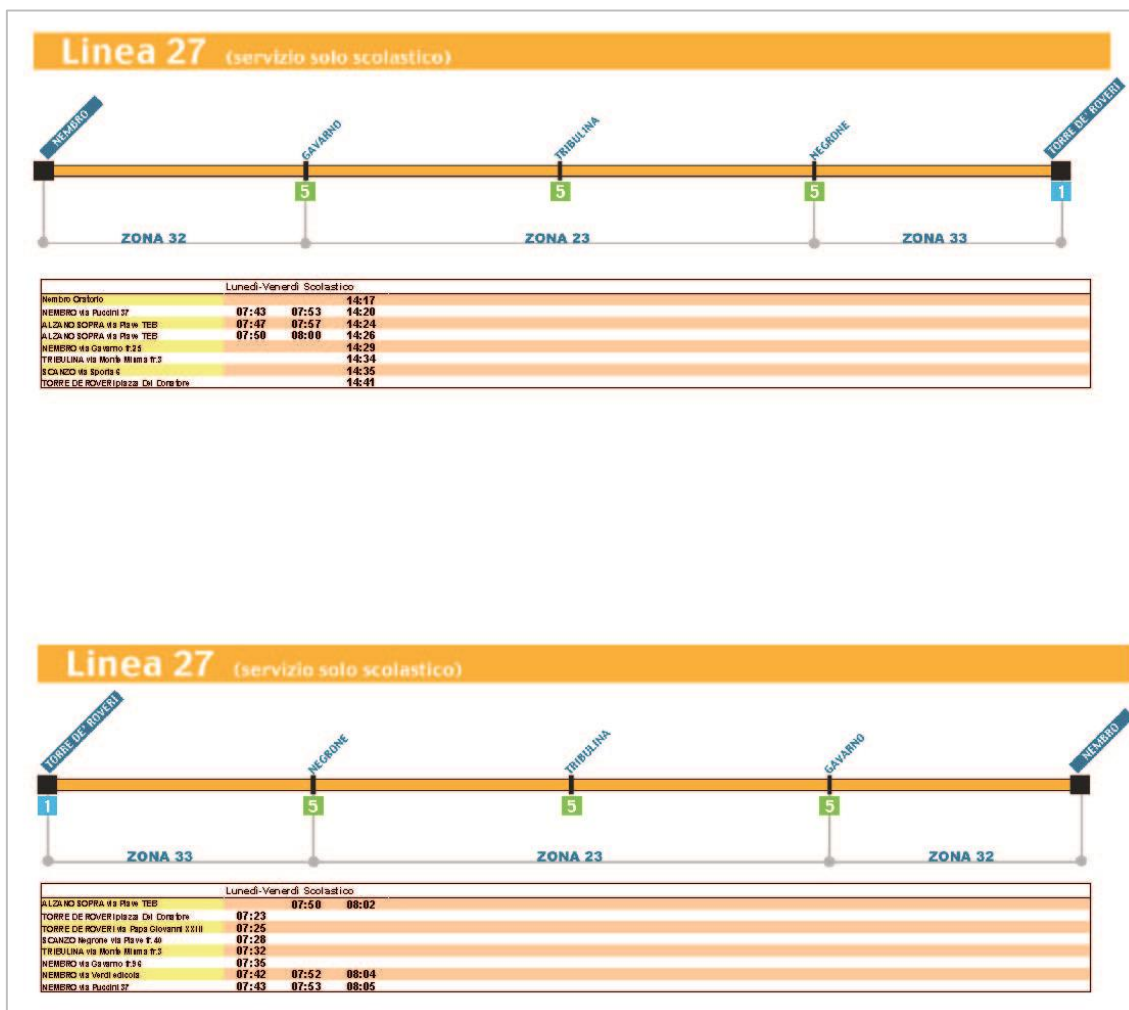 Linea 27 (servizio solo scolastico)
NEMBRO GAVARNO TRIBULINA NEGRONE TORRE DE' ROVERI
5 5 5 1
ZONA 32 ZONA 23 ZONA 33
Lunedì-Venerdì Scolastico
Nembro Oratorio 14:17
NEMBRO via Puccini 37 07:43 07:53 14:20
ALZANO SOPRA via Piave TEB 07:47 07:57 14:24
ALZANO SOPRA via Piave TEB 07:50 08:00 14:26
NEMBRO via Gavarno fr.25 14:29
TRIBULINA via Monte Misma fr.3 14:34
SCANZO via Sporla 6 14:35
TORRE DE ROVERI piazza Del Donatore 14:41
Linea 27 (servizio solo scolastico)
TORRE DE' ROVERI NEGRONE TRIBULINA GAVARNO NEMBRO
1 5 5 5
ZONA 33 ZONA 23 ZONA 32
Lunedì-Venerdì Scolastico
ALZANO SOPRA via Piave TEB 07:50 08:02
TORRE DE ROVERI piazza Del Donatore 07:23
TORRE DE ROVERI via Papa Giovanni XXIII 07:25
SCANZO Negrone via Piave fr.40 07:28
TRIBULINA via Monte Misma fr.3 07:32
NEMBRO via Gavarno fr.96 07:35
NEMBRO via Verdi edicola 07:42 07:52 08:04
NEMBRO via Puccini 37 07:43 07:53 08:05